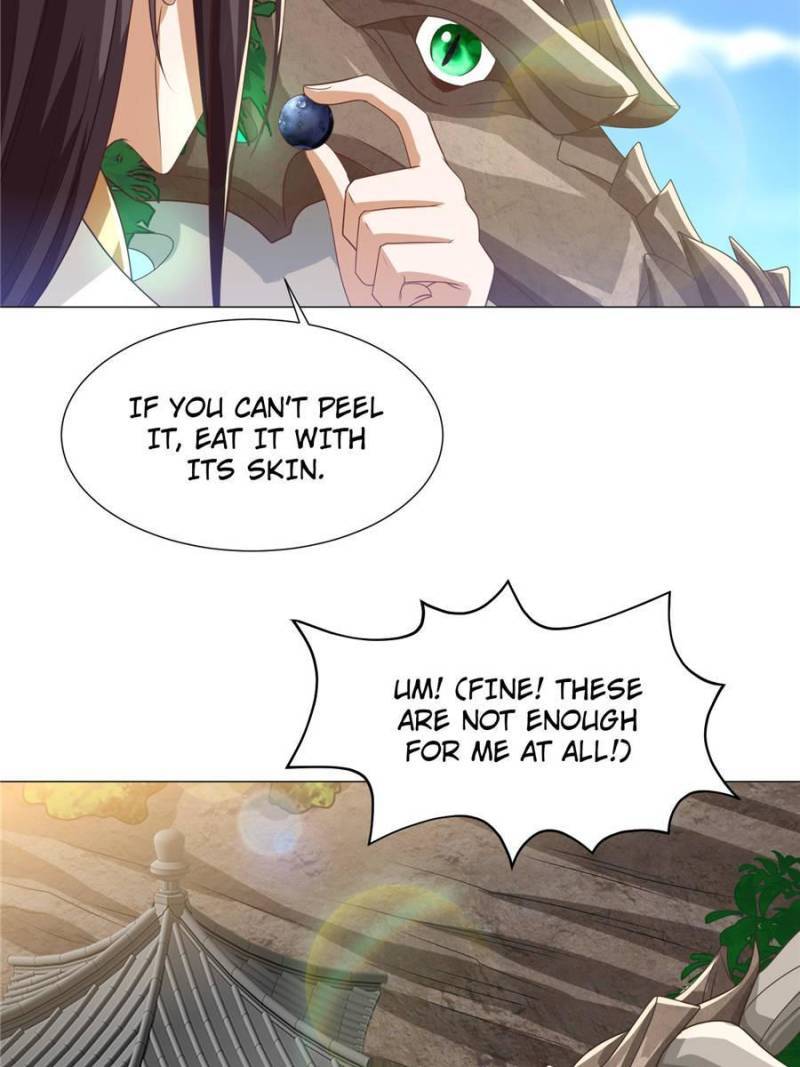 IF YOU CAN'T PEEL
IT, EAT IT WITH
ITS SKIN.
UM! (FINE! THESE
ARE NOT ENOUGH
FOR ME AT ALL!)